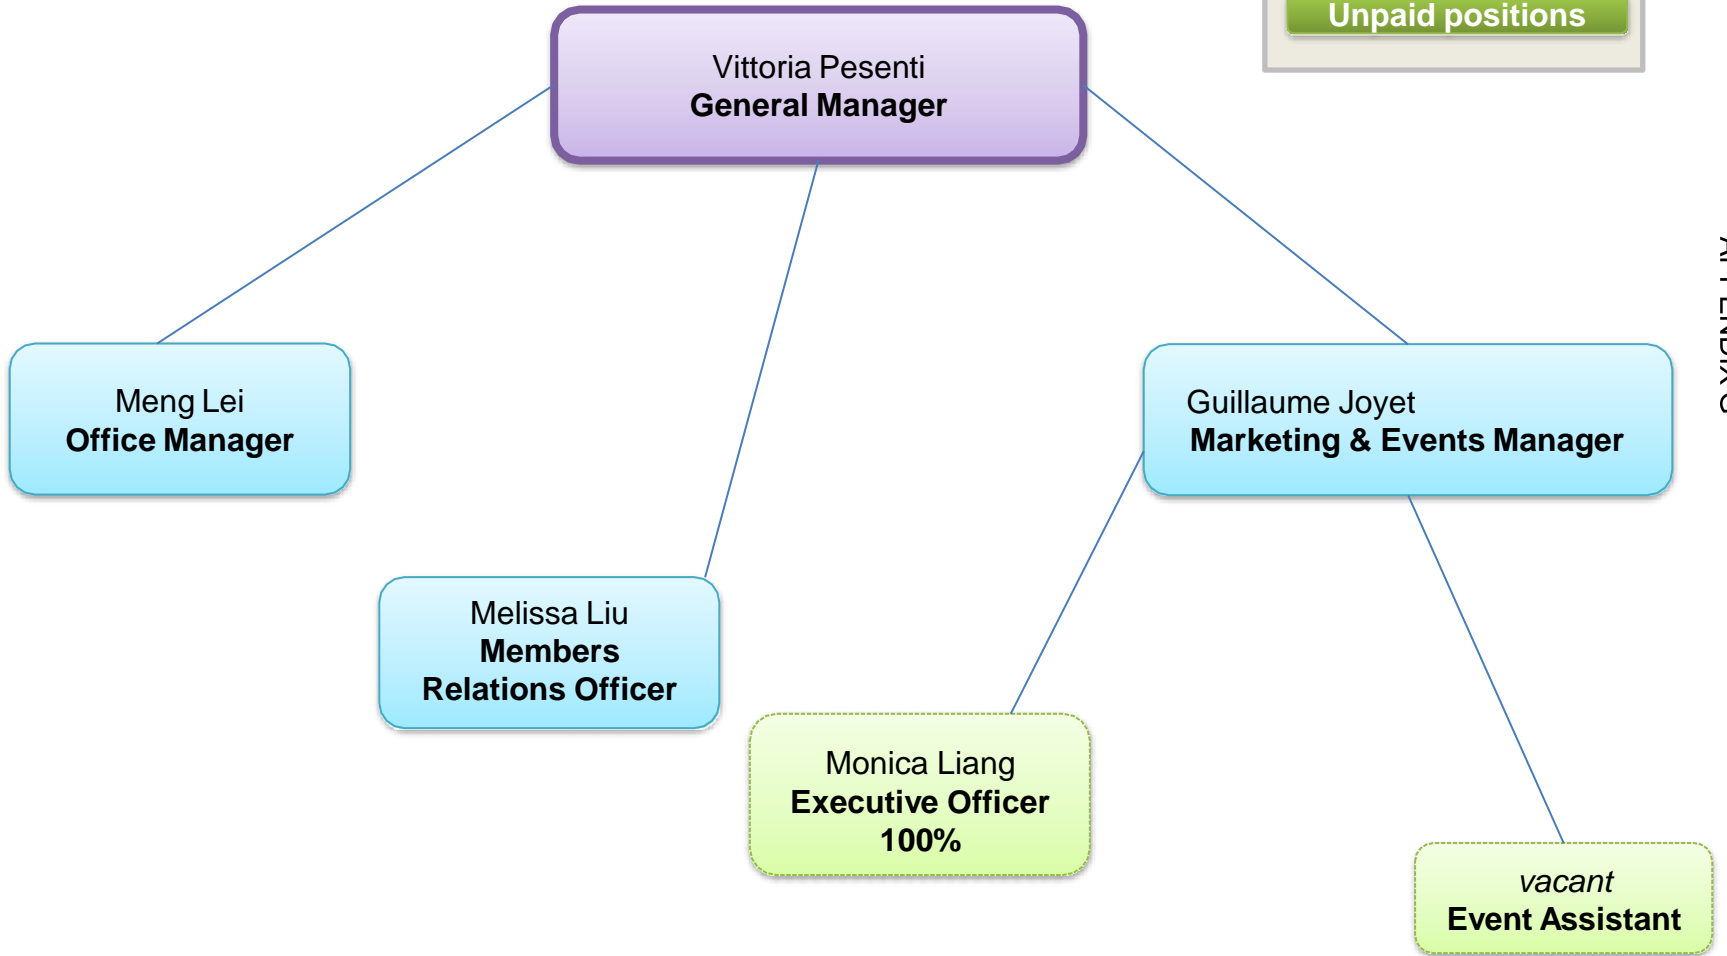 Unpaid positions
Vittoria Pesenti
General Manager
Meng Lei
Office Manager
Guillaume Joyet
Marketing & Events Manager
Melissa Liu
Members
Relations Officer
Monica Liang
Executive Officer
100%
vacant
Event Assistant